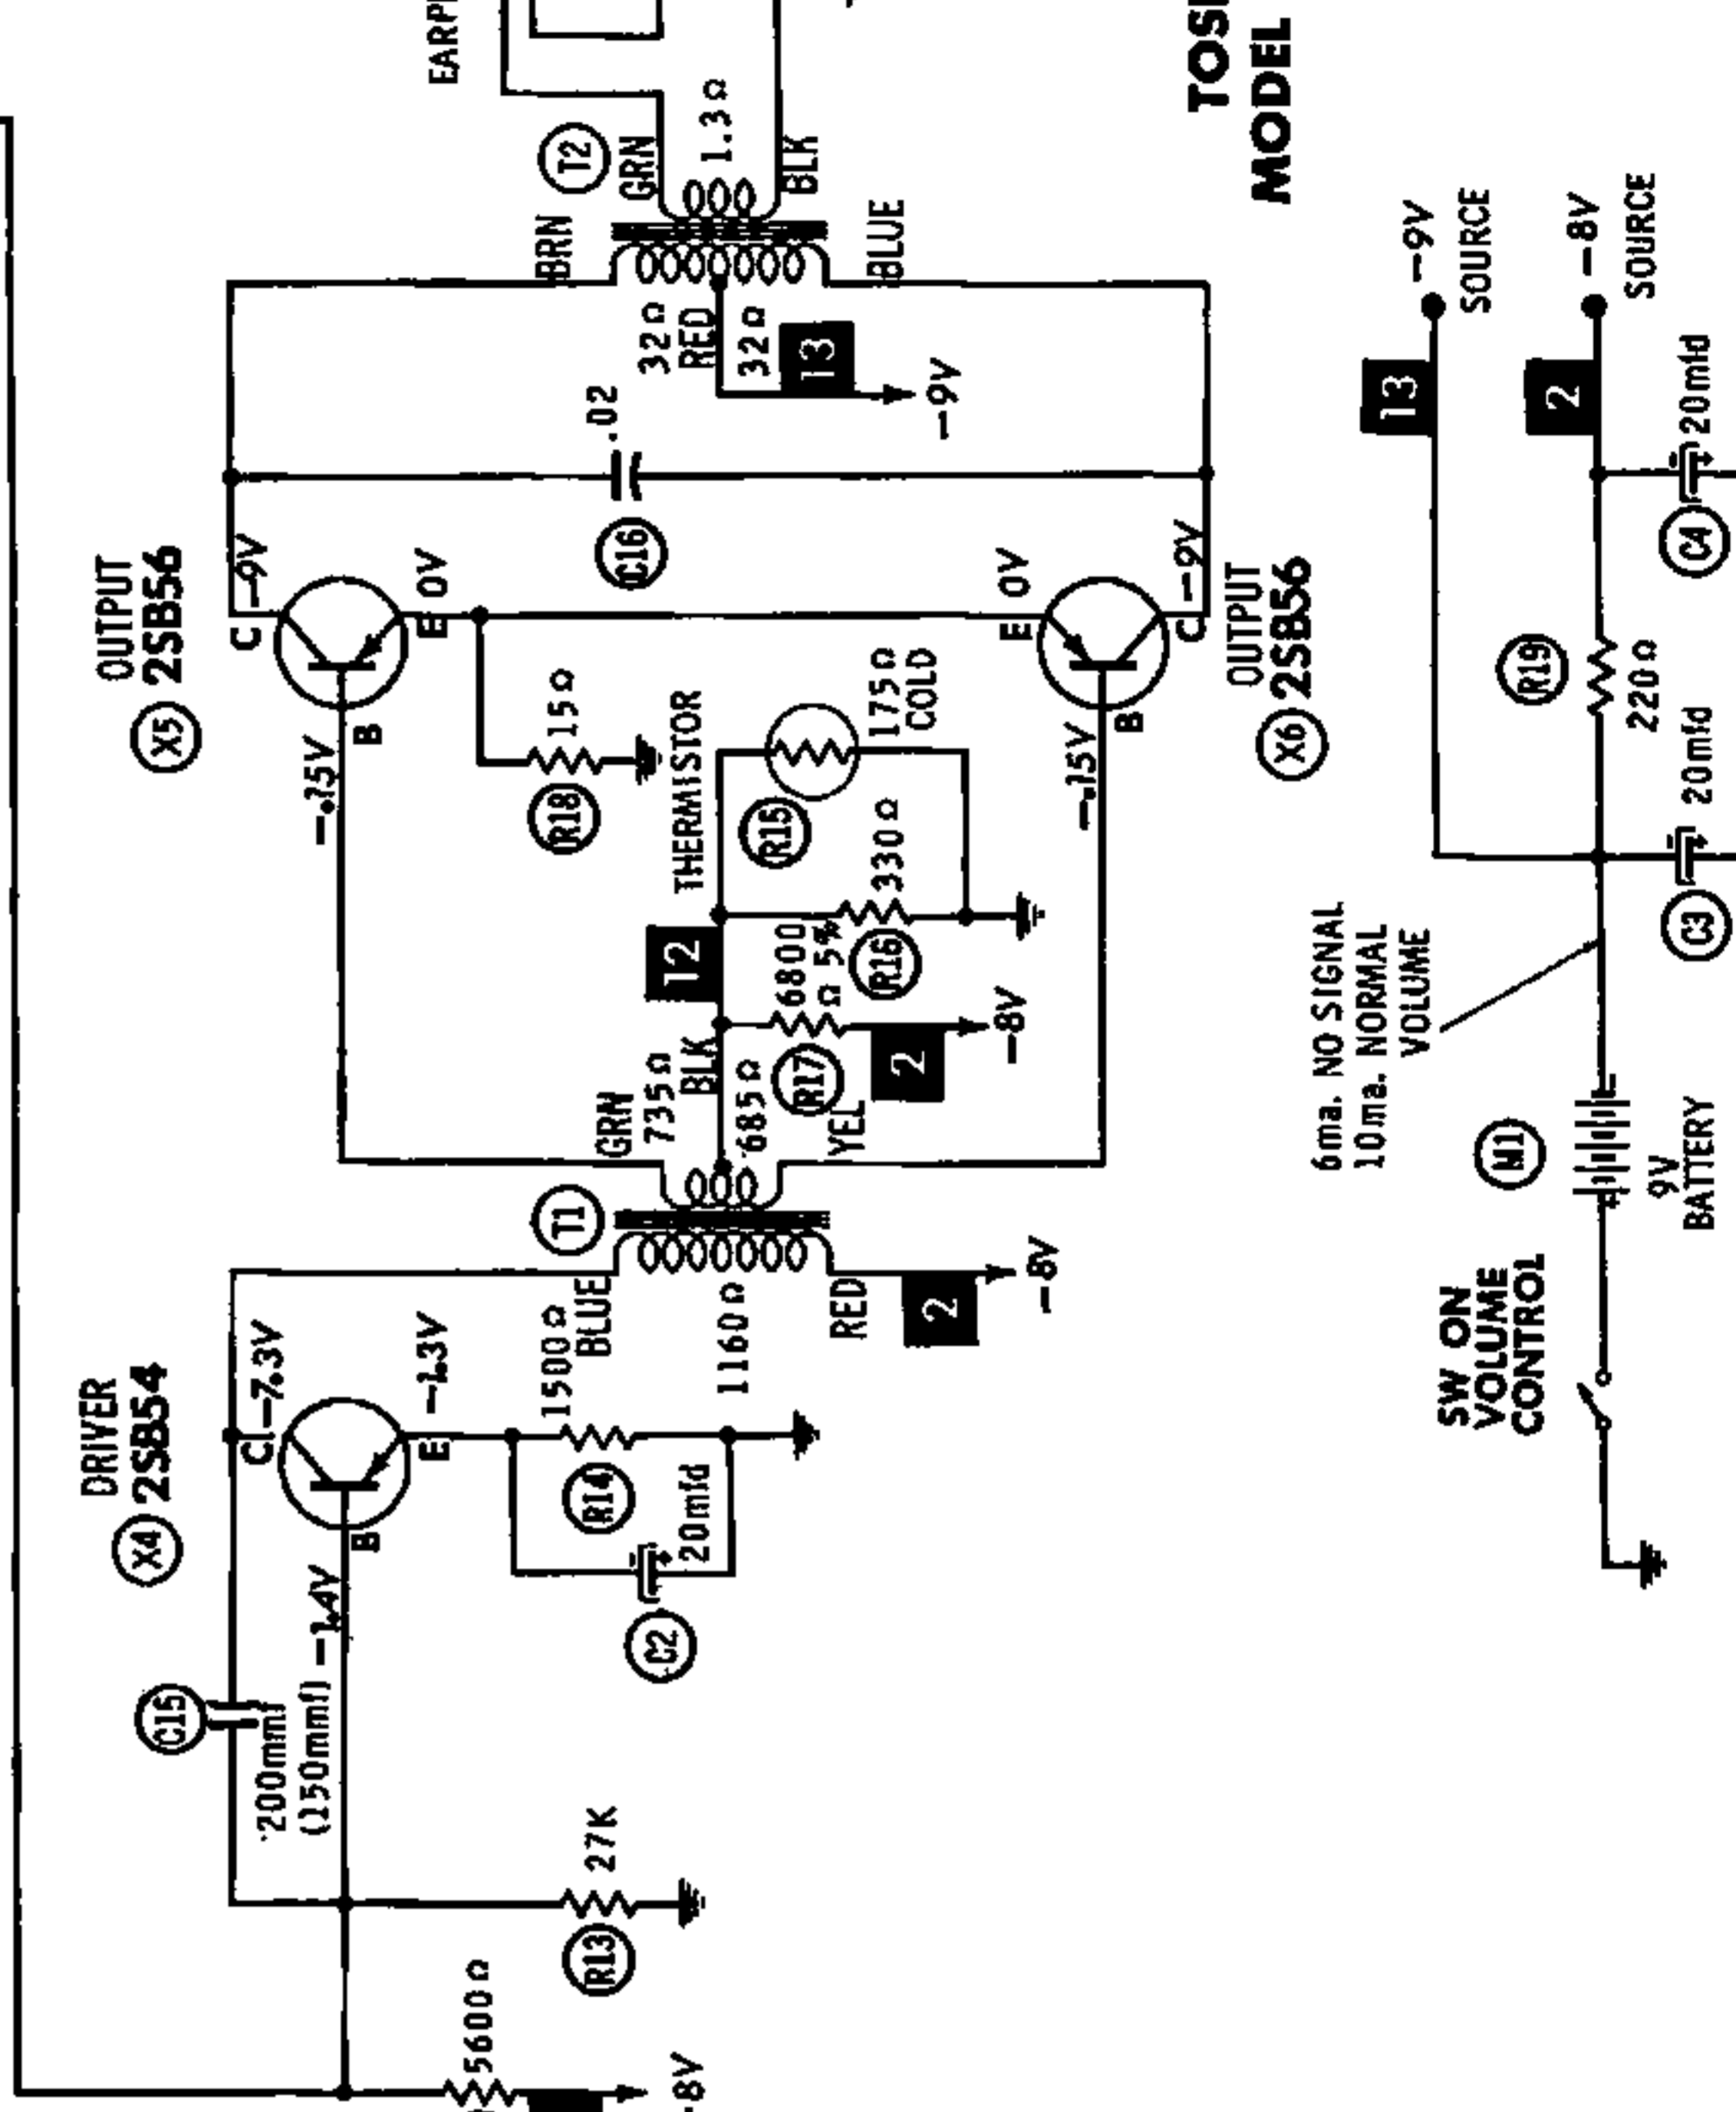 EARP
TOS
MODEL
T2
GRN
1.3Ω
BLK
BRN
BLUE
32Ω
RED
32Ω
13
-9V
.02
C16
OUTPUT
2SB56
X5
C
-9V
E
0V
B
-.15V
15Ω
R18
THERMISTOR
R15
175Ω
COLD
330Ω
R16
12
6800
Ω 5%
R17
2
-8V
E
0V
C
-9V
B
-.15V
OUTPUT
2SB56
X6
GRN
735Ω
BLK
685Ω
YEL
T1
BLUE
1160Ω
RED
2
-8V
DRIVER
2SB54
X4
C
-7.3V
E
-1.3V
B
-1.4V
1500Ω
R14
20mfd
C2
C15
200mmf
(150mmf)
27K
R13
5600Ω
-8V
-9V
SOURCE
13
-8V
SOURCE
2
20mfd
C4
R19
220Ω
20mfd
C3
6ma. NO SIGNAL
10ma. NORMAL
VOLUME
M1
9V
BATTERY
SW ON
VOLUME
CONTROL